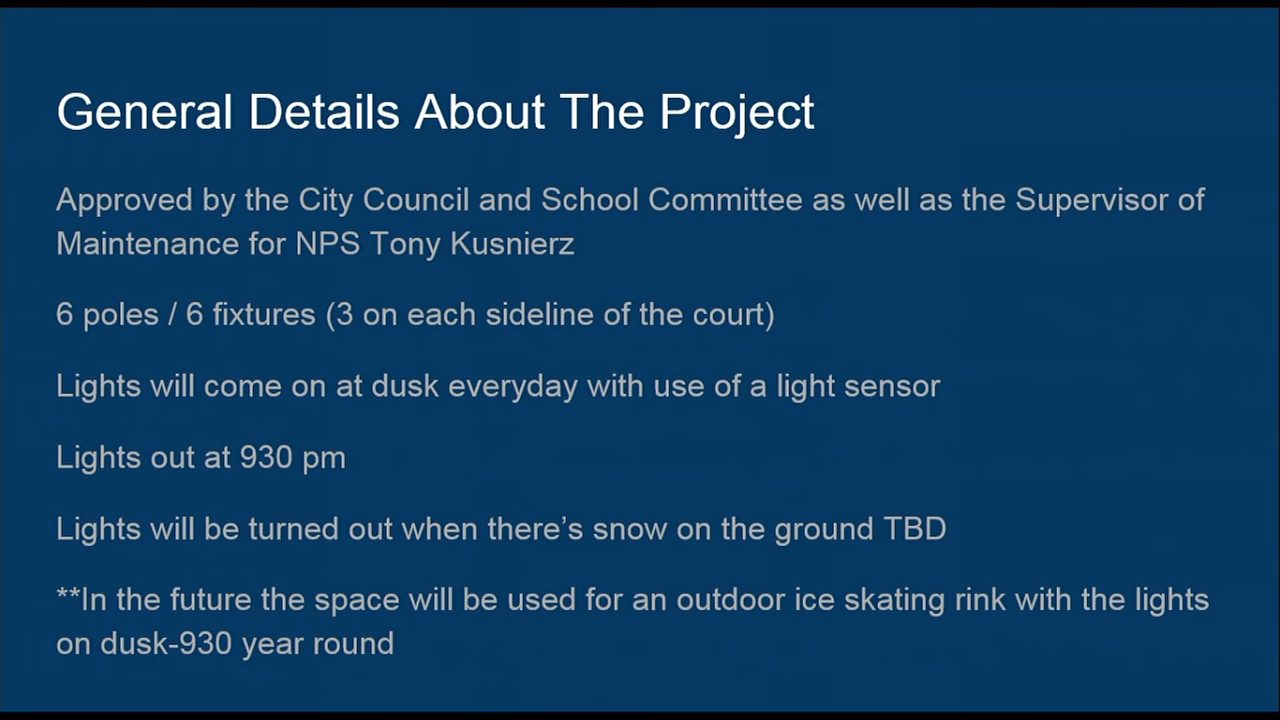 General Details About The Project
Approved by the City Council and School Committee as well as the Supervisor of
Maintenance for NPS Tony Kusnierz
6 poles / 6 fixtures (3 on each sideline of the court)
Lights will come on at dusk everyday with use of a light sensor
Lights out at 930 pm
Lights will be turned out when there’s snow on the ground TBD
**In the future the space will be used for an outdoor ice skating rink with the lights
on dusk-930 year round